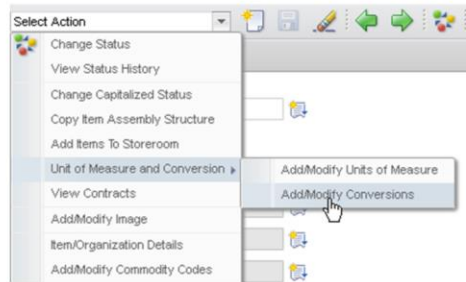 Select Action
Change Status
View Status History
Change Capitalized Status
Copy Item Assembly Structure
Add Items To Storeroom
Unit of Measure and Conversion
Add/Modify Units of Measure
View Contracts
Add/Modify Conversions
Add/Modify Image
Item/Organization Details
Add/Modify Commodity Codes